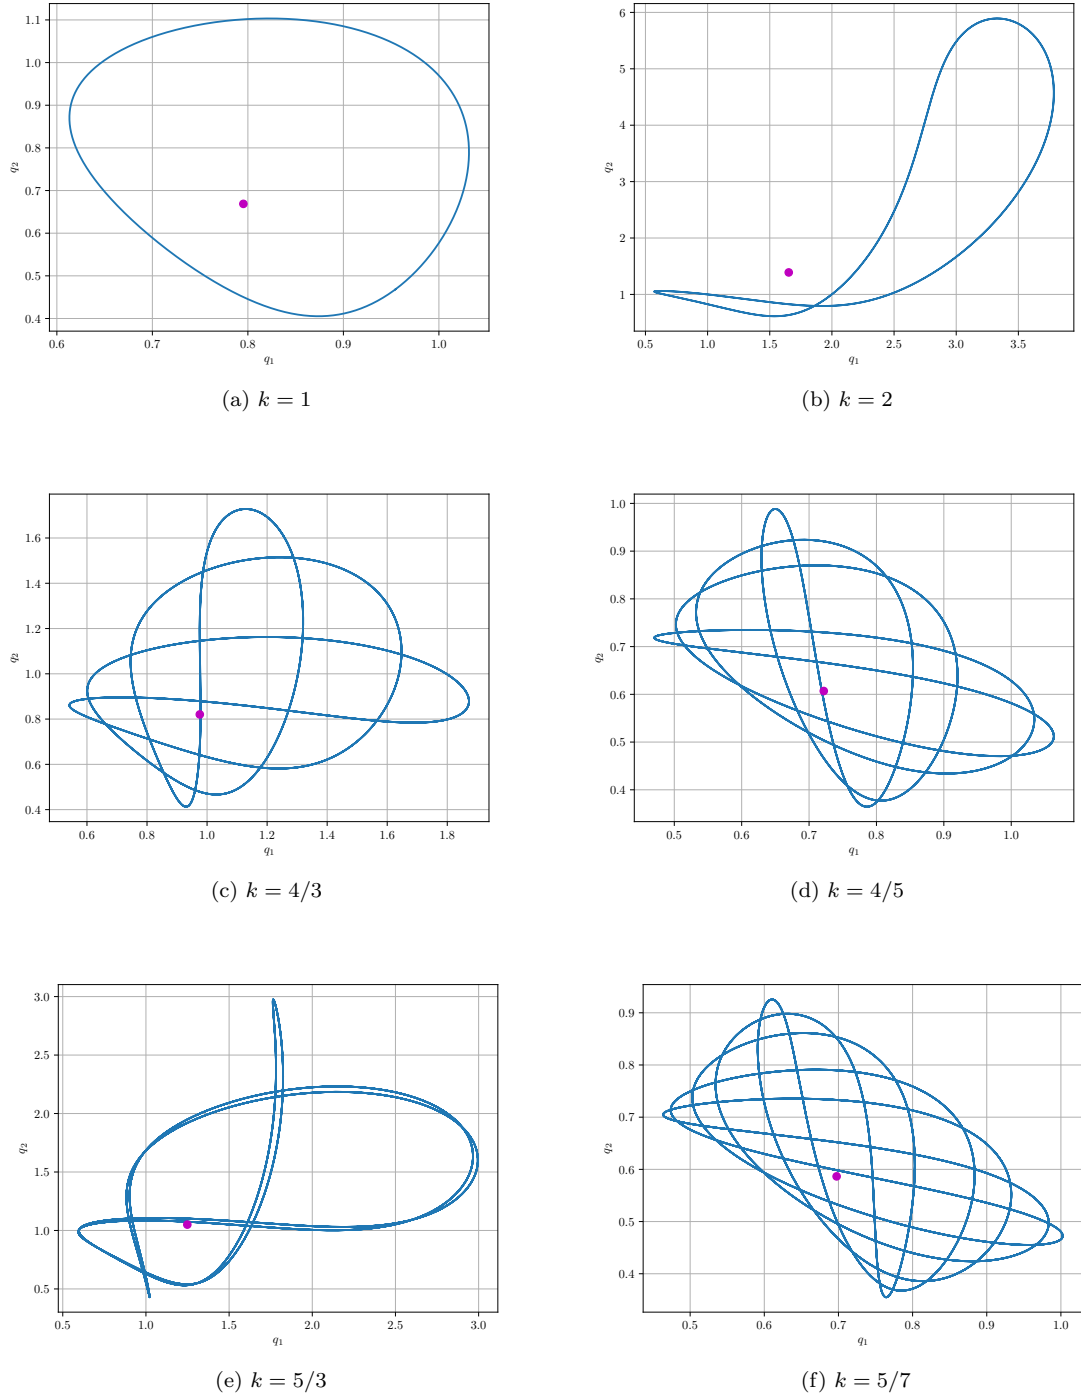 1.1
1.0
0.9
0.8
0.7
0.6
0.5
0.4
q2
0.6 0.7 0.8 0.9 1.0
q1
(a) k = 1
6
5
4
3
2
1
q2
0.5 1.0 1.5 2.0 2.5 3.0 3.5
q1
(b) k = 2
1.6
1.4
1.2
1.0
0.8
0.6
0.4
q2
0.6 0.8 1.0 1.2 1.4 1.6 1.8
q1
(c) k = 4/3
1.0
0.9
0.8
0.7
0.6
0.5
0.4
q2
0.5 0.6 0.7 0.8 0.9 1.0
q1
(d) k = 4/5
3.0
2.5
2.0
1.5
1.0
0.5
q2
0.5 1.0 1.5 2.0 2.5 3.0
q1
(e) k = 5/3
0.9
0.8
0.7
0.6
0.5
0.4
q2
0.5 0.6 0.7 0.8 0.9 1.0
q1
(f) k = 5/7